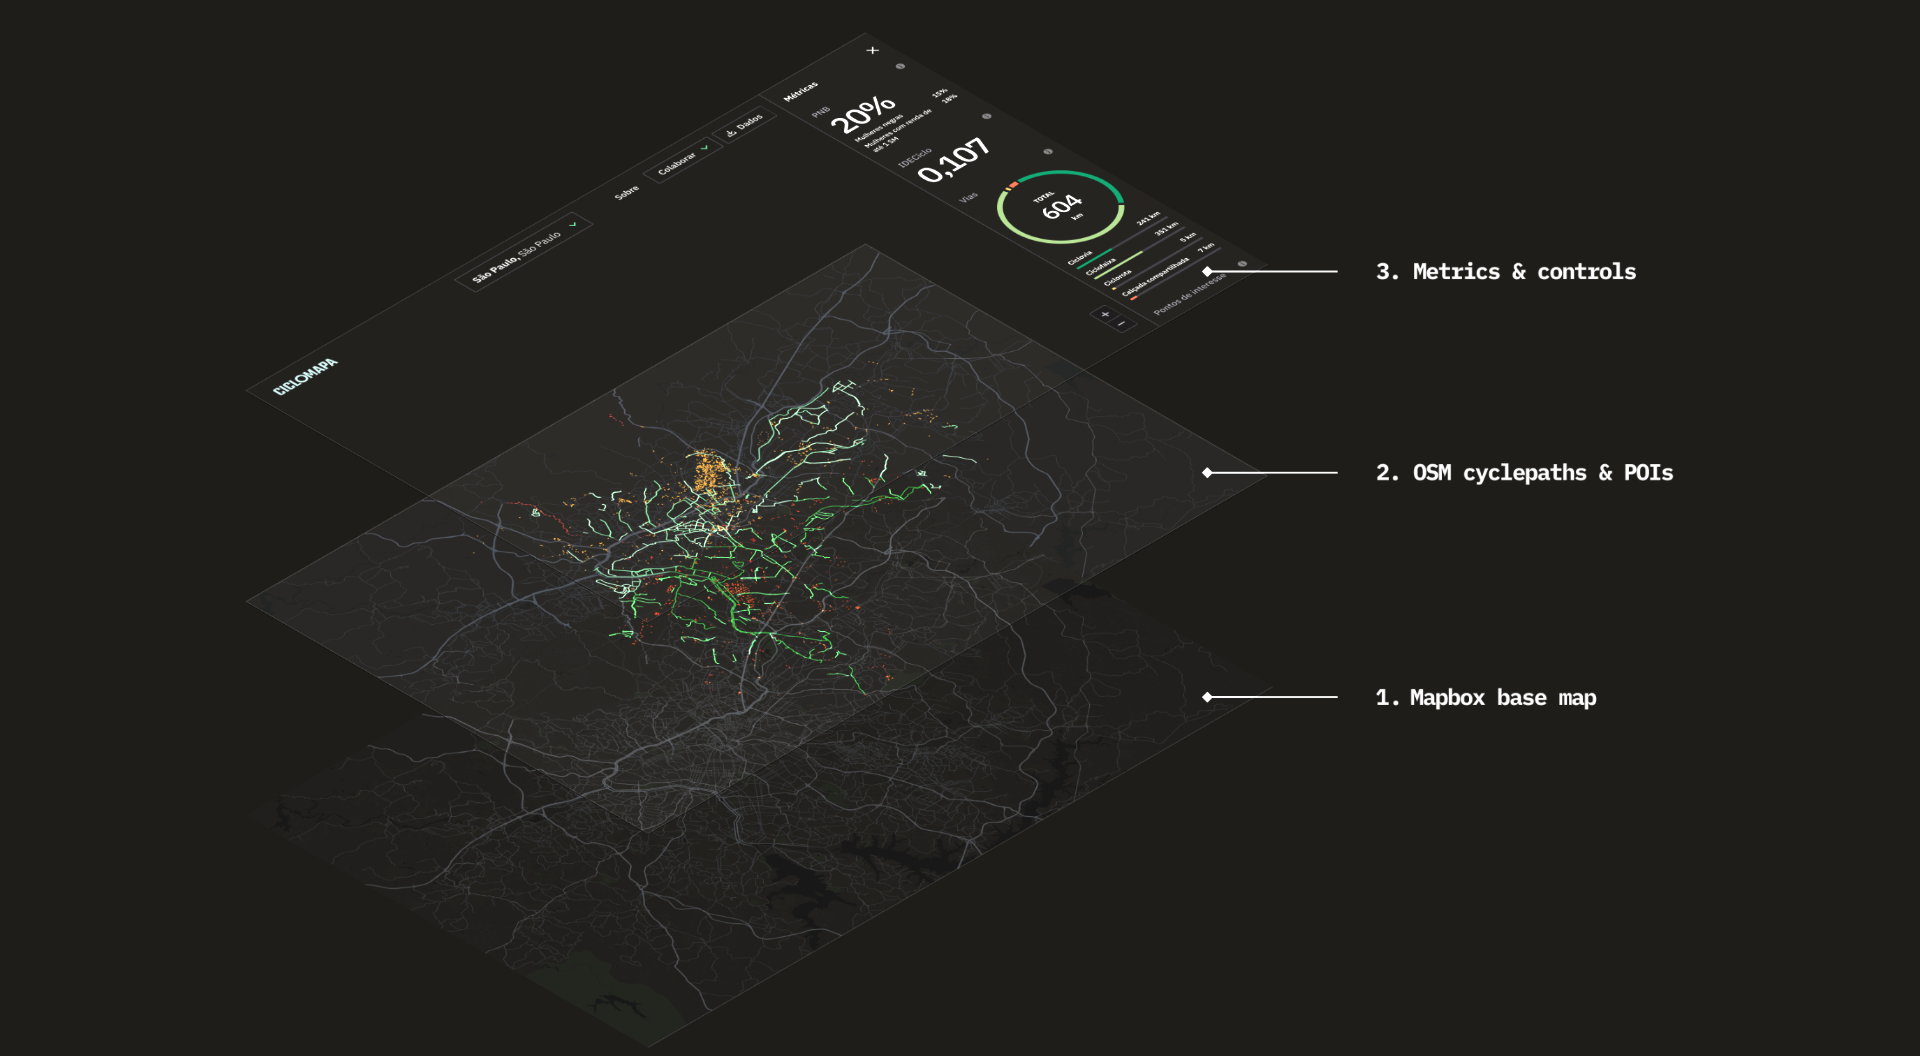 Métricas
PNB
20%
Mulheres negras 15%
Mulheres com renda de 18%
até 1 SM
IDECiclo
0,107
Vias
TOTAL
604
km
Ciclovia 241 km
Ciclofaixa 351 km
Ciclorrota 5 km
Calçada compartilhada 7 km
Pontos de interesse
+
−
Dados
Colaborar
Sobre
São Paulo, São Paulo
CICLOMAPA
3. Metrics & controls
2. OSM cyclepaths & POIs
1. Mapbox base map